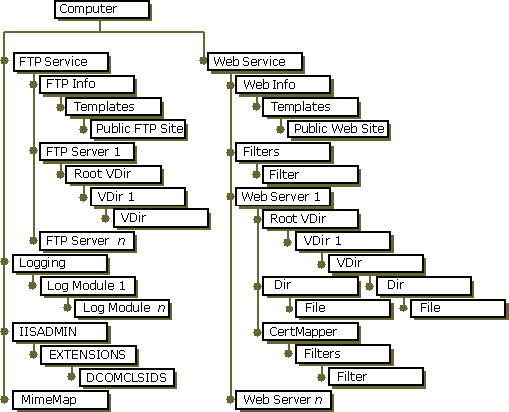 Computer
FTP Service
FTP Info
Templates
Public FTP Site
FTP Server 1
Root VDir
VDir 1
VDir
FTP Server n
Logging
Log Module 1
Log Module n
IISADMIN
EXTENSIONS
DCOMCLSIDS
MimeMap
Web Service
Web Info
Templates
Public Web Site
Filters
Filter
Web Server 1
Root VDir
VDir 1
VDir
Dir
Dir
File
File
CertMapper
Filters
Filter
Web Server n